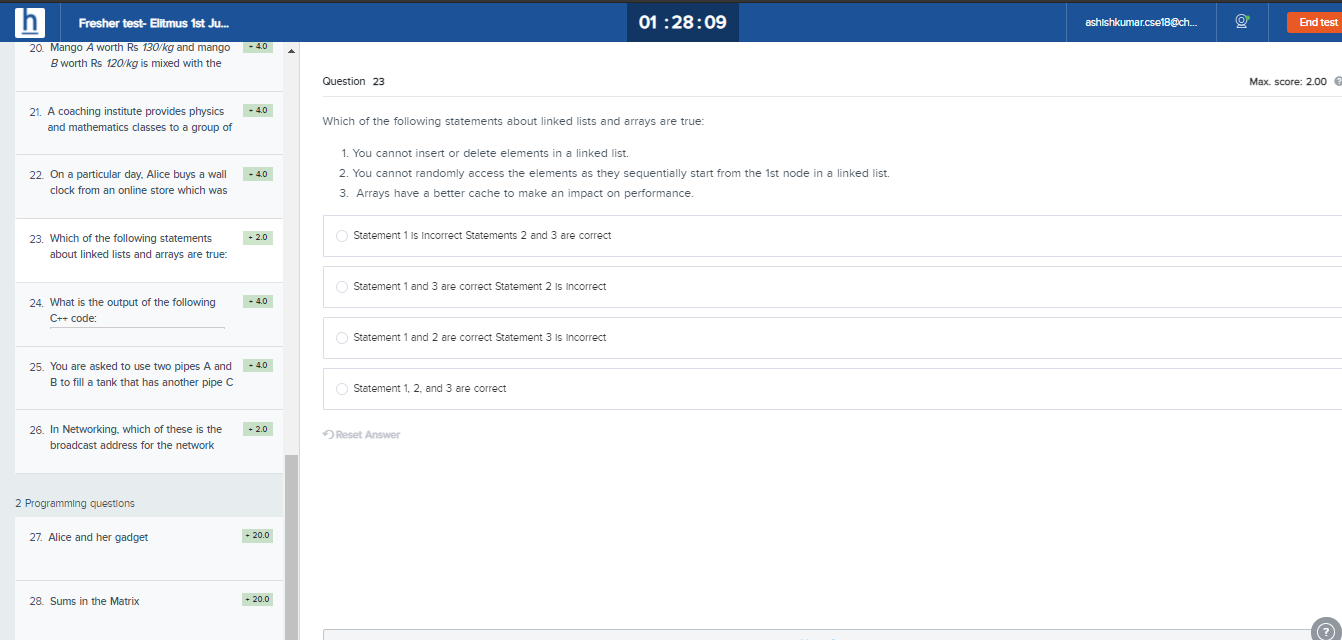 h
Fresher test- Elitmus 1st Ju...
01 :28:09
ashishkumar.cse18@ch...
End test
20. Mango A worth Rs 130/kg and mango
B worth Rs 120/kg is mixed with the
+ 4.0
21. A coaching institute provides physics
and mathematics classes to a group of
+ 4.0
22. On a particular day, Alice buys a wall
clock from an online store which was
+ 4.0
23. Which of the following statements
about linked lists and arrays are true:
+ 2.0
24. What is the output of the following
C++ code:
+ 4.0
25. You are asked to use two pipes A and
B to fill a tank that has another pipe C
+ 4.0
26. In Networking, which of these is the
broadcast address for the network
+ 2.0
2 Programming questions
27. Alice and her gadget
+ 20.0
28. Sums in the Matrix
+ 20.0
Question 23
Max. score: 2.00 ?
Which of the following statements about linked lists and arrays are true:
1. You cannot insert or delete elements in a linked list.
2. You cannot randomly access the elements as they sequentially start from the 1st node in a linked list.
3. Arrays have a better cache to make an impact on performance.
Statement 1 is incorrect Statements 2 and 3 are correct
Statement 1 and 3 are correct Statement 2 is incorrect
Statement 1 and 2 are correct Statement 3 is incorrect
Statement 1, 2, and 3 are correct
Reset Answer
?